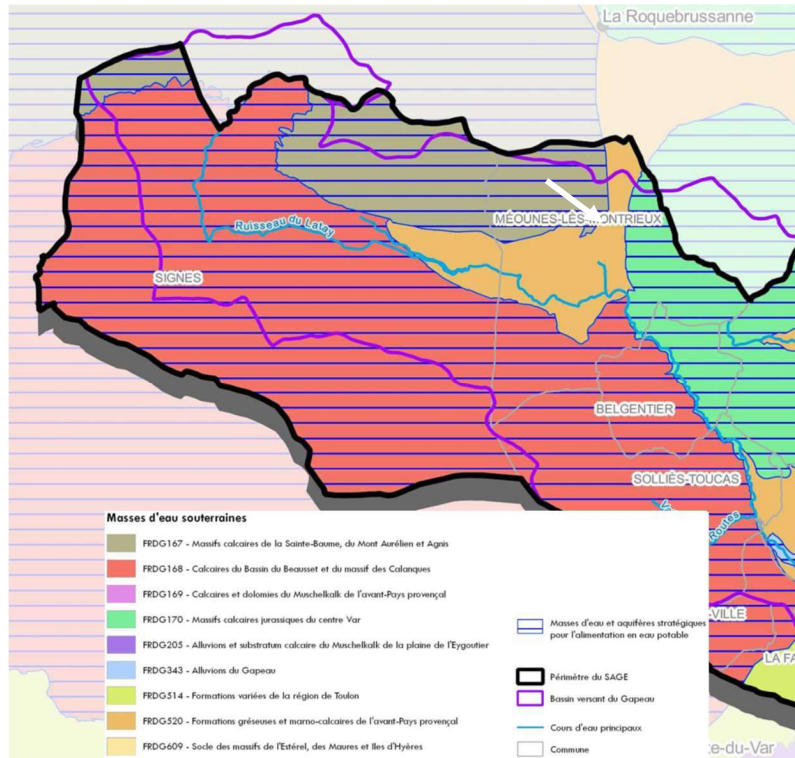 La Roquebrussanne
MÉOUNES-LÈS-MONTRIEUX
Ruisseau du Latay
SIGNES
BELGENTIER
SOLLIÈS-TOUCAS
Routes
-VILLE
LA FA
te-du-Var
Masses d'eau souterraines
FRDG167 - Massifs calcaires de la Sainte-Baume, du Mont Aurélien et Agnis
FRDG168 - Calcaires du Bassin du Beausset et du massif des Calanques
FRDG169 - Calcaires et dolomies du Muschelkalk de l'avant-Pays provençal
FRDG170 - Massifs calcaires jurassiques du centre Var
FRDG205 - Alluvions et substratum calcaire du Muschelkalk de la plaine de l'Eygoutier
FRDG343 - Alluvions du Gapeau
FRDG514 - Formations variées de la région de Toulon
FRDG520 - Formations gréseuses et marno-calcaires de l'avant-Pays provençal
FRDG609 - Socle des massifs de l'Estérel, des Maures et Iles d'Hyères
Masses d'eau et aquifères stratégiques
pour l'alimentation en eau potable
Périmètre du SAGE
Bassin versant du Gapeau
Cours d'eau principaux
Commune